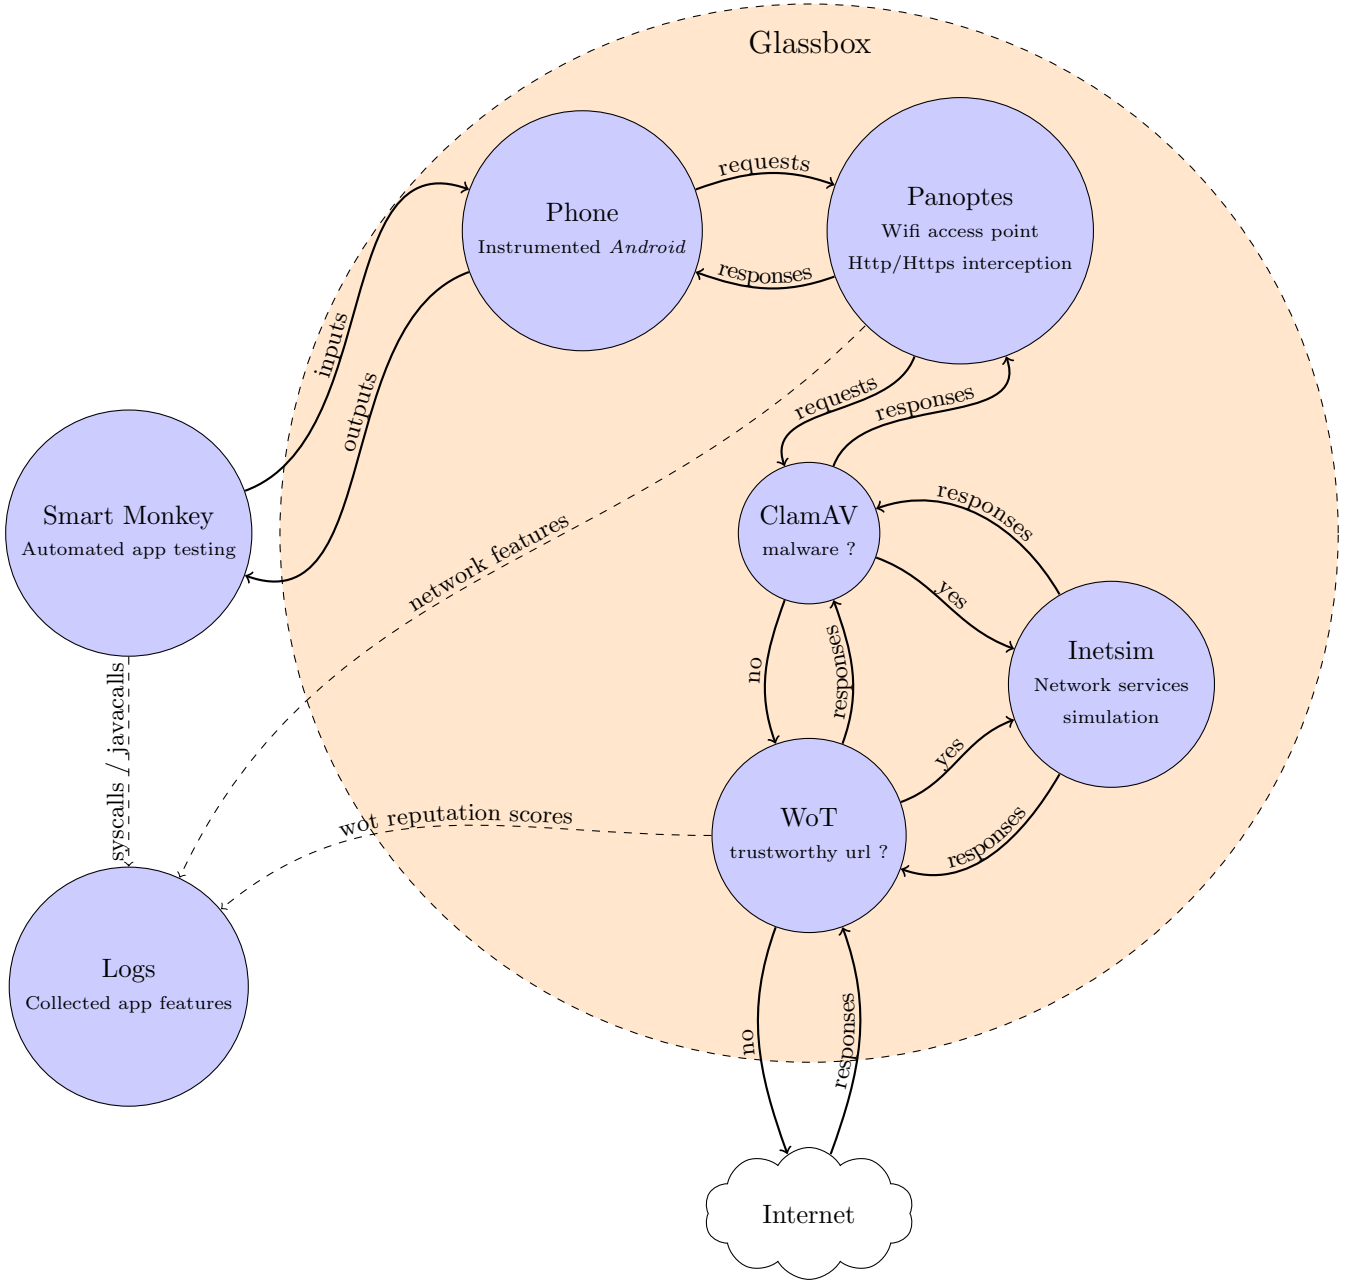 Glassbox
requests
Phone
Instrumented Android
Panoptes
Wifi access point
Http/Https interception
responses
inputs
outputs
requests
responses
Smart Monkey
Automated app testing
ClamAV
malware ?
responses
network features
yes
no
responses
Inetsim
Network services
simulation
syscalls / javacalls
yes
wot reputation scores
WoT
trustworthy url ?
responses
Logs
Collected app features
no
responses
Internet